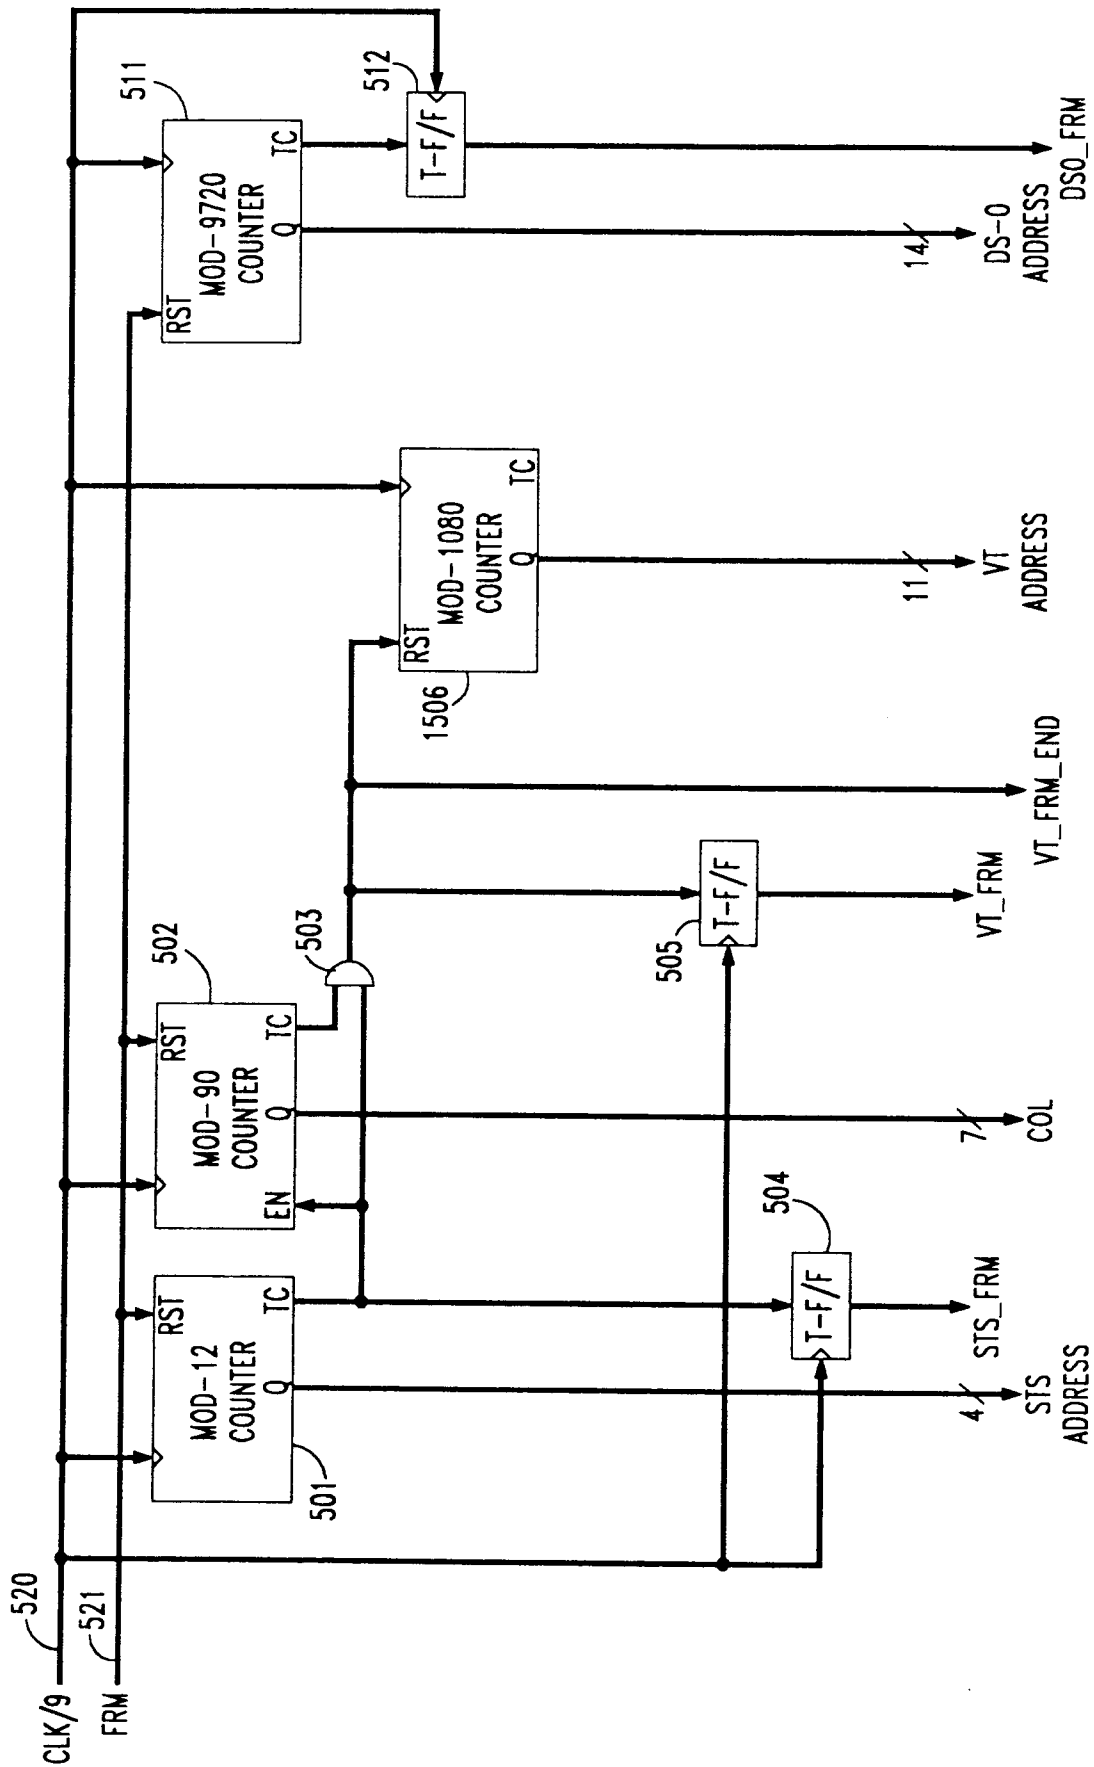 CLK/9
520
FRM
521
MOD-12
COUNTER
RST
Q
TC
501
MOD-90
COUNTER
RST
EN
Q
TC
502
503
MOD-9720
COUNTER
RST
Q
TC
511
T-F/F
512
MOD-1080
COUNTER
RST
Q
TC
1506
T-F/F
505
T-F/F
504
4
STS
ADDRESS
STS_FRM
7
COL
VT_FRM
VT_FRM_END
11
VT
ADDRESS
14
DS-0
ADDRESS
DS0_FRM